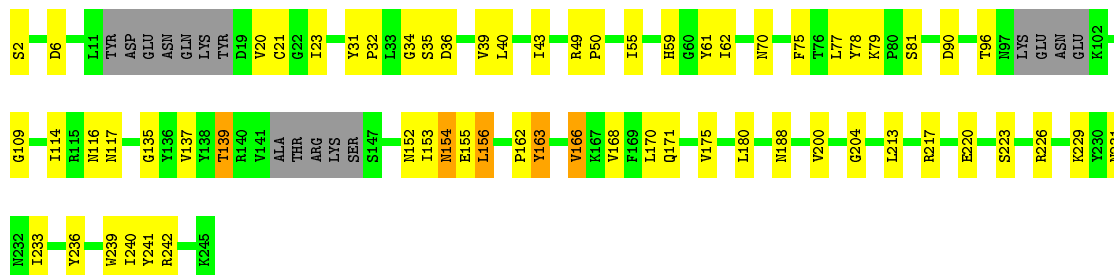 S2 D6 L11 TYR ASP GLU ASN GLN LYS TYR D19 V20 C21 G22 I23 Y31 P32 L33 G34 S35 D36 V39 L40 I43 R49 P50 I55 H59 G60 Y61 I62 N70 F75 T76 L77 Y78 K79 P80 S81 D90 T96 N97 LYS GLU ASN GLU K102
G109 I114 R115 N116 N117 G135 Y136 V137 Y138 T139 R140 V141 ALA THR ARG LYS SER S147 N152 I153 N154 E155 L156 P162 Y163 V166 K167 V168 F169 L170 Q171 V175 L180 N188 V200 G204 L213 R217 E220 S223 R226 K229 Y230 N231
N232 I233 Y236 W239 I240 Y241 R242 K245